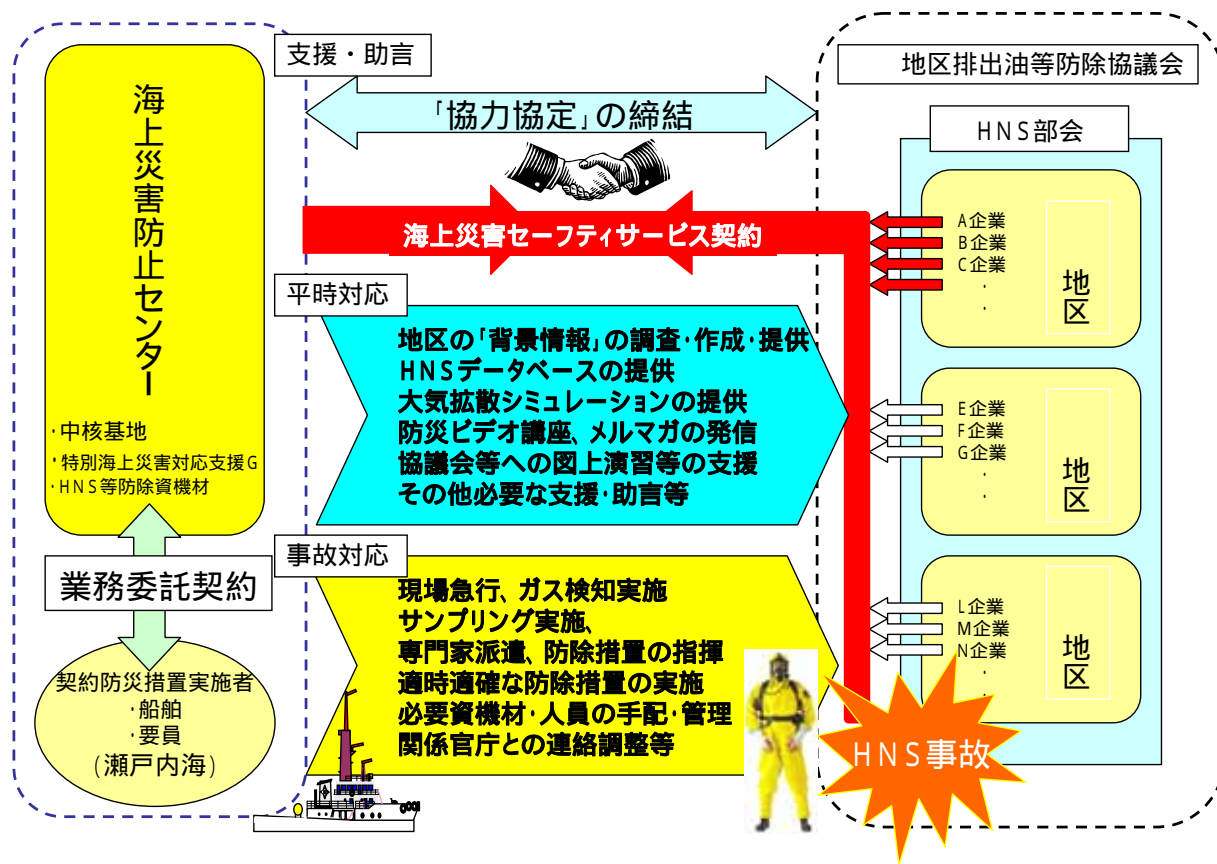 支援・助言
地区排出油等防除協議会
海上災害防止センター
「協力協定」の締結
HNS部会
海上災害セーフティサービス契約
A企業
B企業
C企業
・
・
地区
平時対応
地区の「背景情報」の調査・作成・提供
HNSデータベースの提供
大気拡散シミュレーションの提供
防災ビデオ講座、メルマガの発信
協議会等への図上演習等の支援
その他必要な支援・助言等
E企業
F企業
G企業
・
・
地区
・中核基地
・特別海上災害対応支援G
・HNS等防除資機材
業務委託契約
事故対応
現場急行、ガス検知実施
サンプリング実施、
専門家派遣、防除措置の指揮
適時適確な防除措置の実施
必要資機材・人員の手配・管理
関係官庁との連絡調整等
L企業
M企業
N企業
・
・
地区
契約防災措置実施者
・船舶
・要員
(瀬戸内海)
HNS事故